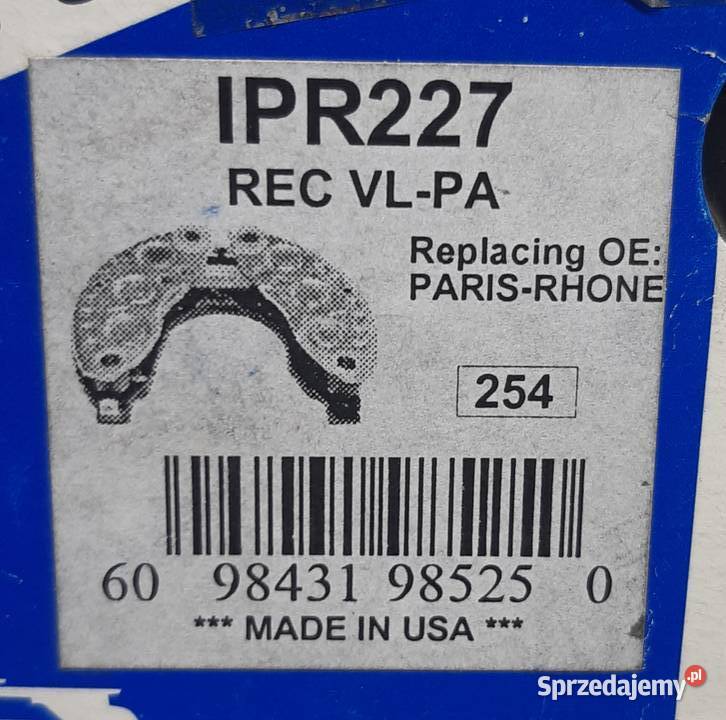 IPR227
REC VL-PA
Replacing OE:
PARIS-RHONE
254
60 98431 98525 0
*** MADE IN USA ***
Sprzedajemy.pl